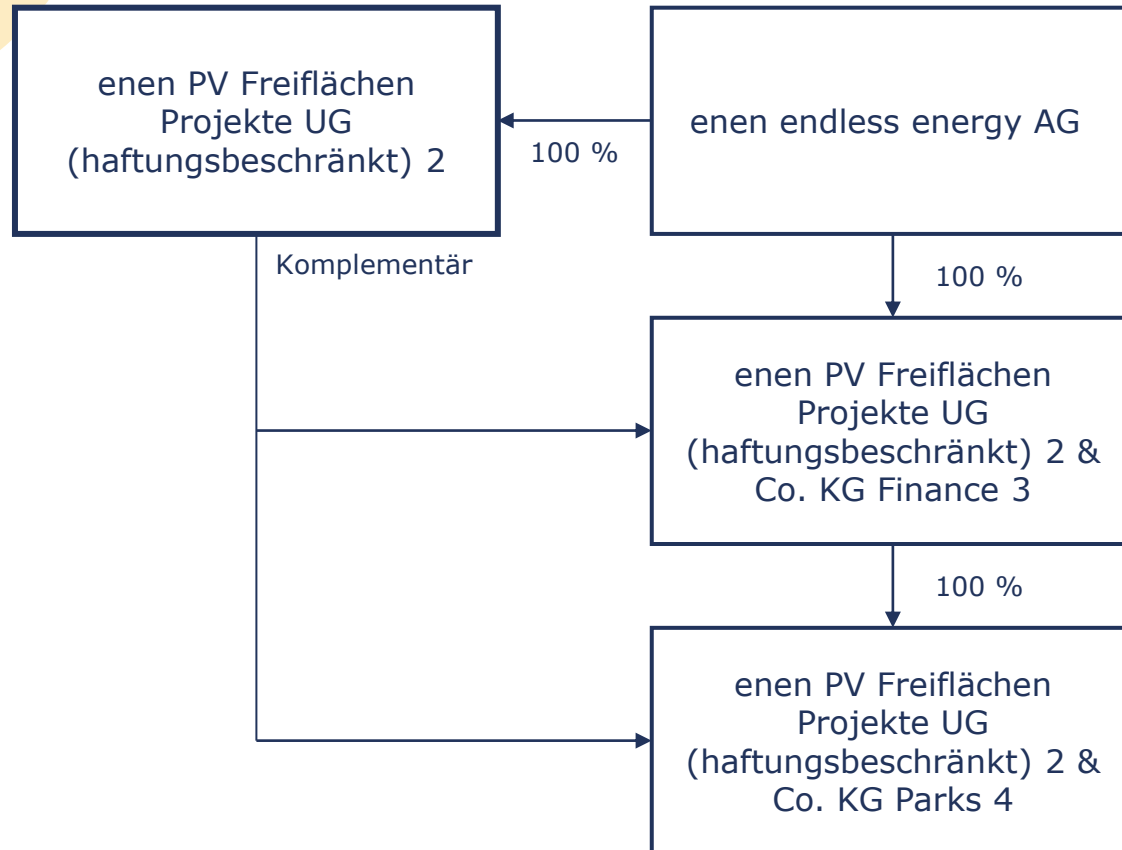 enen PV Freiflächen
Projekte UG
(haftungsbeschränkt) 2
100 %
enen endless energy AG
Komplementär
100 %
enen PV Freiflächen
Projekte UG
(haftungsbeschränkt) 2 &
Co. KG Finance 3
100 %
enen PV Freiflächen
Projekte UG
(haftungsbeschränkt) 2 &
Co. KG Parks 4